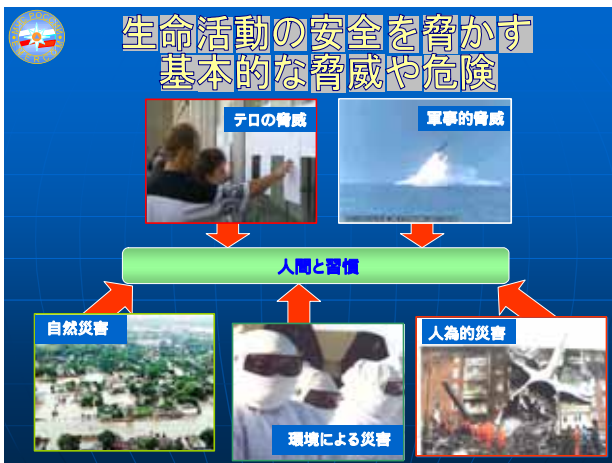 生命活動の安全を脅かす
基本的な脅威や危険
テロの脅威
軍事的脅威
人間と習慣
自然災害
人為的災害
環境による災害